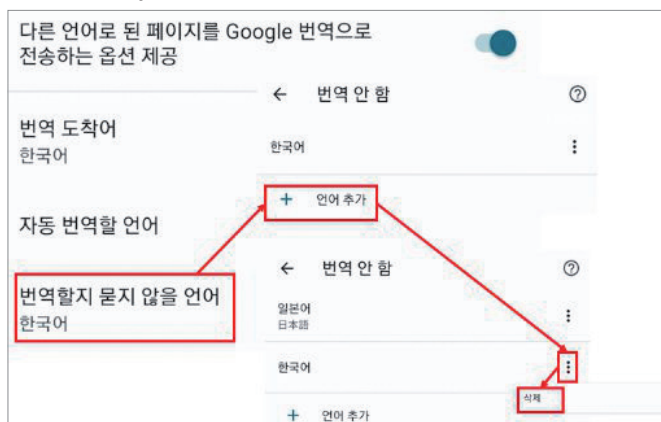 다른 언어로 된 페이지를 Google 번역으로
전송하는 옵션 제공
번역 도착어
한국어
자동 번역할 언어
번역할지 묻지 않을 언어
한국어
번역 안 함
한국어
+ 언어 추가
번역 안 함
일본어
日本語
한국어
삭제
+ 언어 추가